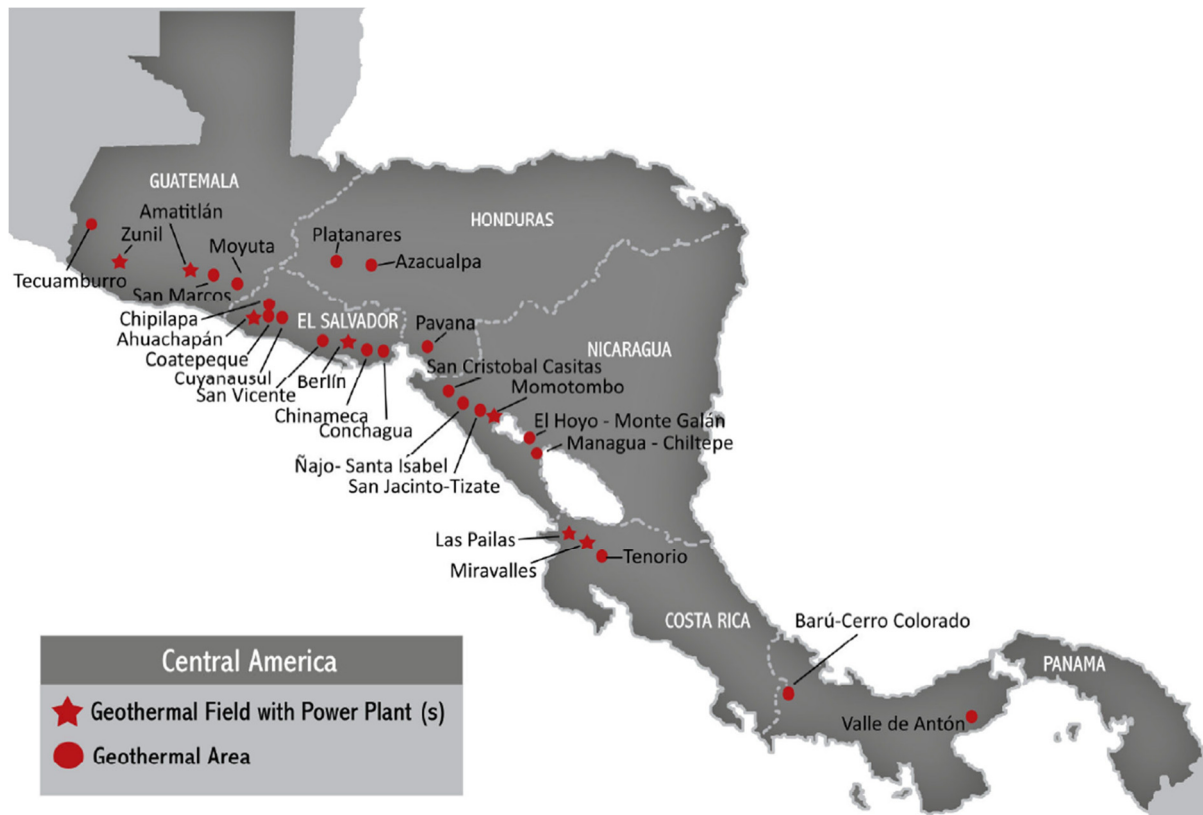 GUATEMALA
Amatitlán
Zunil
Moyuta
Tecuamburro
San Marcos
HONDURAS
Platanares
Azacualpa
Chipilapa
Ahuachapán
Coatepeque
Cuyanausul
San Vicente
EL SALVADOR
Berlín
Chinameca
Conchagua
Pavana
NICARAGUA
San Cristobal Casitas
Momotombo
El Hoyo - Monte Galán
Managua - Chiltepe
Ñajo- Santa Isabel
San Jacinto-Tizate
Las Pailas
Miravalles
Tenorio
COSTA RICA
Barú-Cerro Colorado
PANAMA
Valle de Antón
Central America
Geothermal Field with Power Plant (s)
Geothermal Area